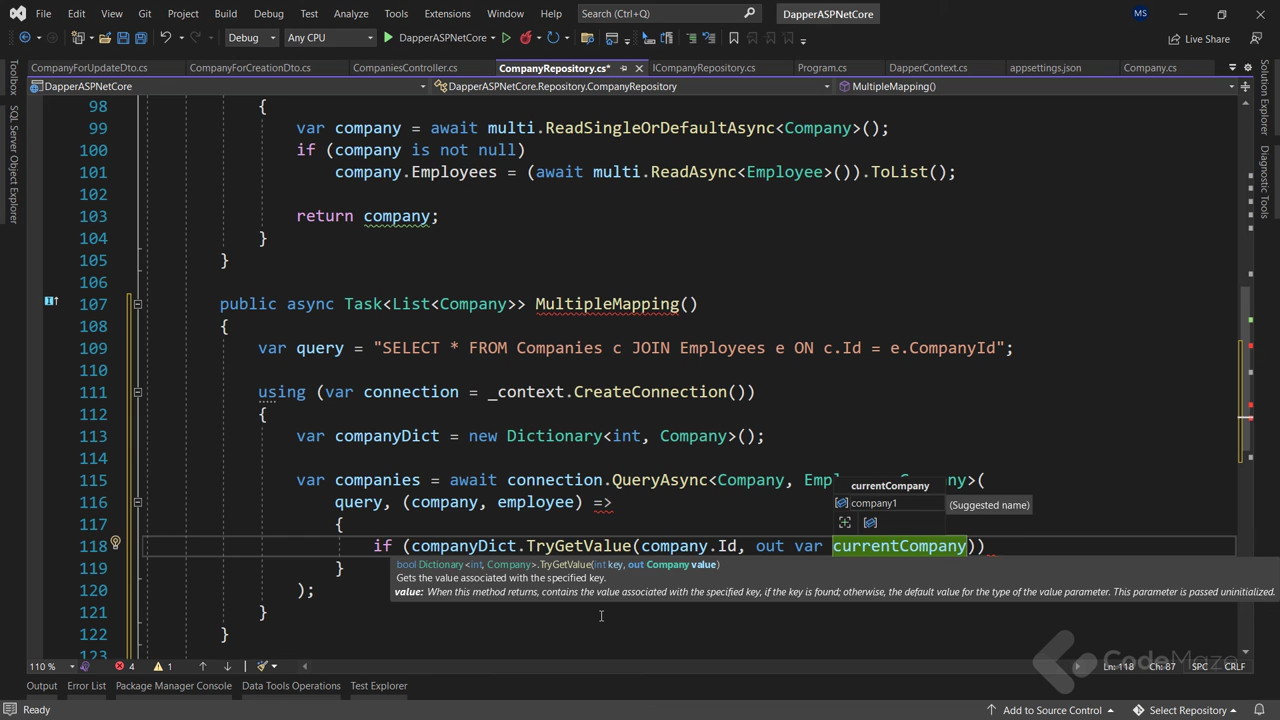 File Edit View Git Project Build Debug Test Analyze Tools Extensions Window Help Search (Ctrl+Q) DapperASPNetCore MS
Debug Any CPU DapperASPNetCore Live Share
CompanyForUpdateDto.cs CompanyForCreationDto.cs CompaniesController.cs CompanyRepository.cs* ICompanyRepository.cs Program.cs DapperContext.cs appsettings.json Company.cs
DapperASPNetCore DapperASPNetCore.Repository.CompanyRepository MultipleMapping()
Toolbox
SQL Server Object Explorer
Solution Explorer
Team Explorer
Diagnostic Tools
98 {
99 var company = await multi.ReadSingleOrDefaultAsync<Company>();
100 if (company is not null)
101 company.Employees = (await multi.ReadAsync<Employee>()).ToList();
102
103 return company;
104 }
105 }
106
107 public async Task<List<Company>> MultipleMapping()
108 {
109 var query = "SELECT * FROM Companies c JOIN Employees e ON c.Id = e.CompanyId";
110
111 using (var connection = _context.CreateConnection())
112 {
113 var companyDict = new Dictionary<int, Company>();
114
115 var companies = await connection.QueryAsync<Company, Emp Company>(
currentCompany
116 query, (company, employee) =>
company1 (Suggested name)
117 {
118 if (companyDict.TryGetValue(company.Id, out var currentCompany))
119 }
bool Dictionary<int, Company>.TryGetValue(int key, out Company value)
Gets the value associated with the specified key.
value: When this method returns, contains the value associated with the specified key, if the key is found; otherwise, the default value for the type of the value parameter. This parameter is passed uninitialized.
120 );
121 }
122 }
123
CodeMaze
110 % 4 1 Ln: 118 Ch: 87 SPC CRLF
Output Error List Package Manager Console Data Tools Operations Test Explorer
Ready Add to Source Control Select Repository